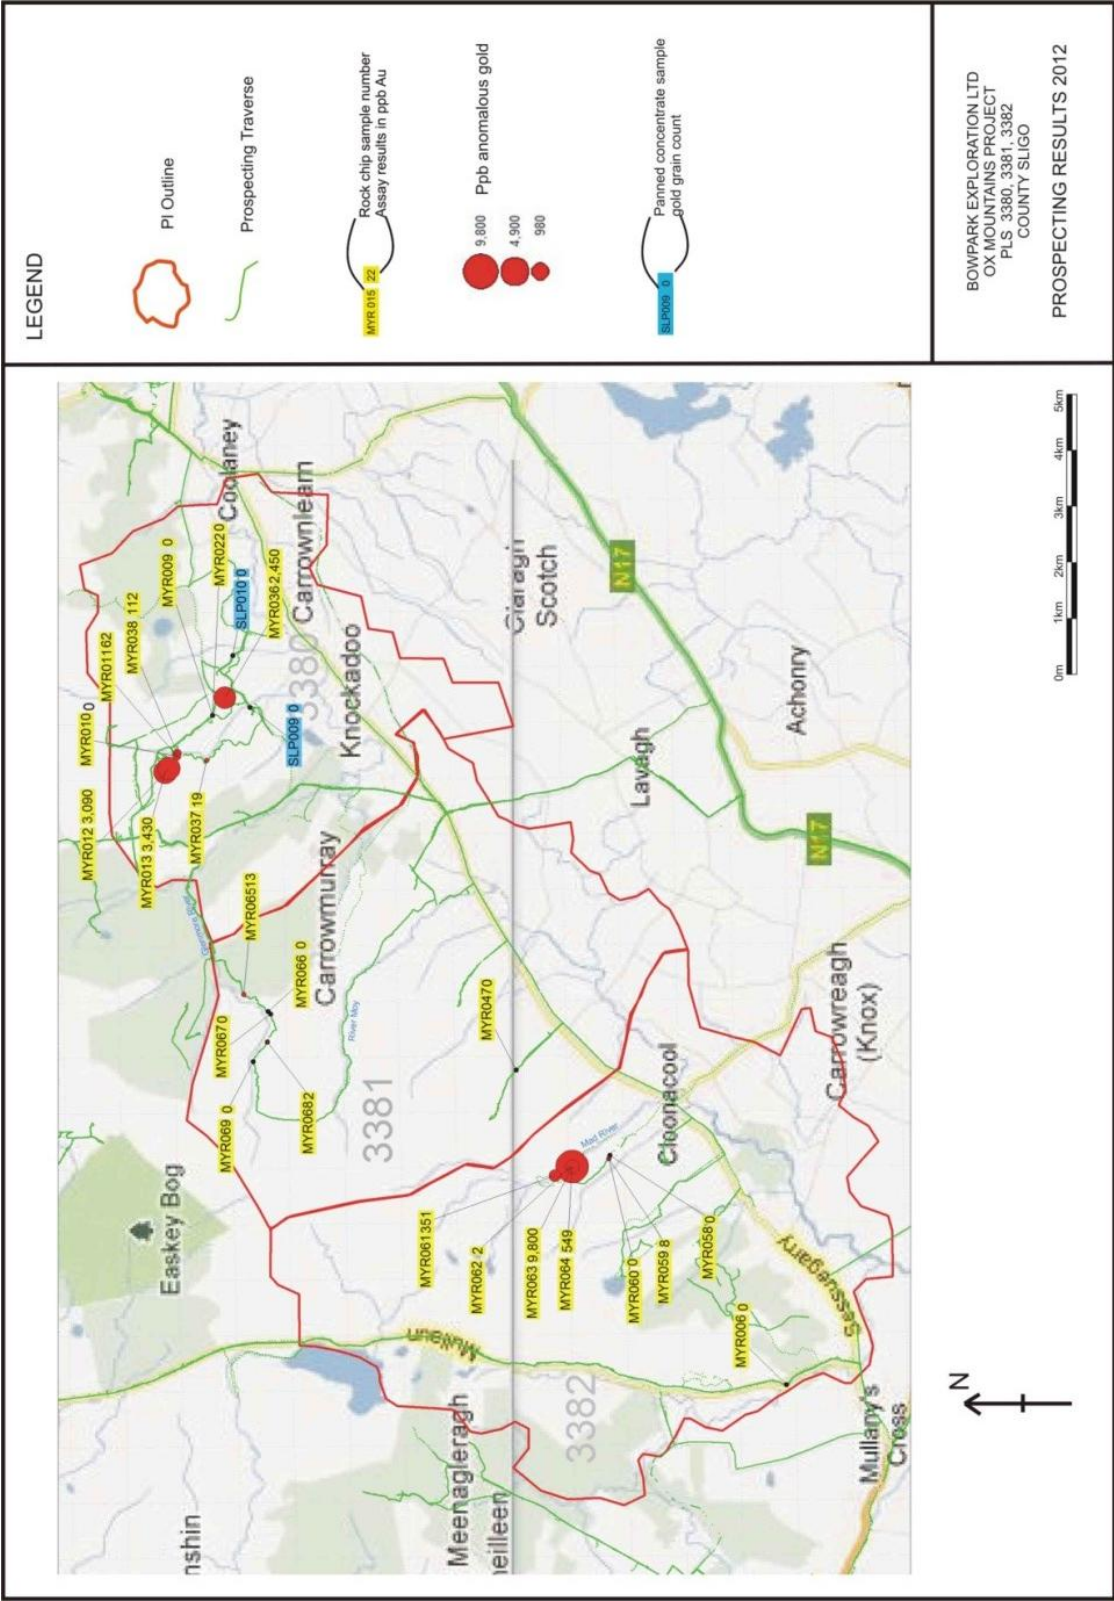 LEGEND
PI Outline
Prospecting Traverse
MYR 015 22
Rock chip sample number
Assay results in ppb Au
Ppb anomalous gold
9,800
4,900
980
SLP009 0
Panned concentrate sample
gold grain count
BOWPARK EXPLORATION LTD
OX MOUNTAINS PROJECT
PLS 3380, 3381, 3382
COUNTY SLIGO
PROSPECTING RESULTS 2012
MYR012 3,090
MYR010 0
MYR01162
MYR038 112
MYR009 0
MYR0220
SLP010 0
MYR036 2,450
MYR013 3,430
MYR037 19
SLP009 0
Coolaney
Carrownleam
3380
Knockadoo
MYR06513
MYR066 0
MYR0670
MYR069 0
MYR0682
Carrowmurray
River Moy
3381
Easkey Bog
MYR0470
Scotch
N17
Lavagh
Achonry
N17
MYR061351
MYR062 2
MYR063 9,800
MYR064 549
MYR060 0
MYR059 8
MYR058 0
MYR006 0
Mad River
Cloonacool
Carrowreagh
(Knox)
Sessuegarry
Mullaun
3382
Meenagleragh
eilleen
nshin
Mullany's
Cross
N
0m 1km 2km 3km 4km 5km